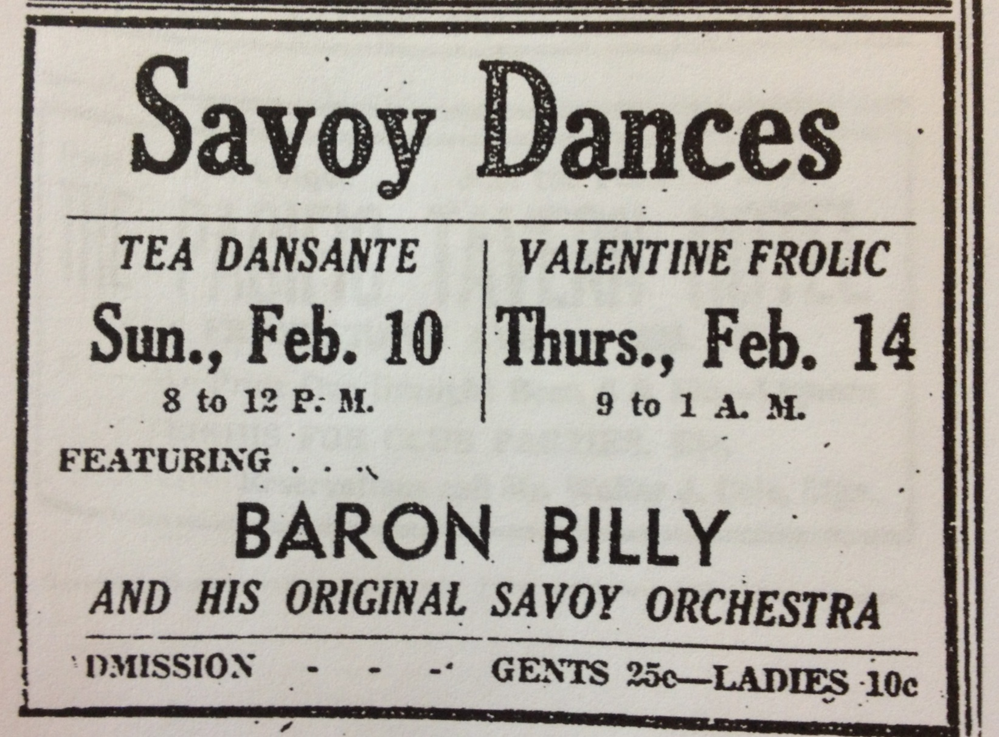 Savoy Dances
TEA DANSANTE
Sun., Feb. 10
8 to 12 P. M.
VALENTINE FROLIC
Thurs., Feb. 14
9 to 1 A. M.
FEATURING . . .
BARON BILLY
AND HIS ORIGINAL SAVOY ORCHESTRA
DMISSION - - - GENTS 25c—LADIES 10c